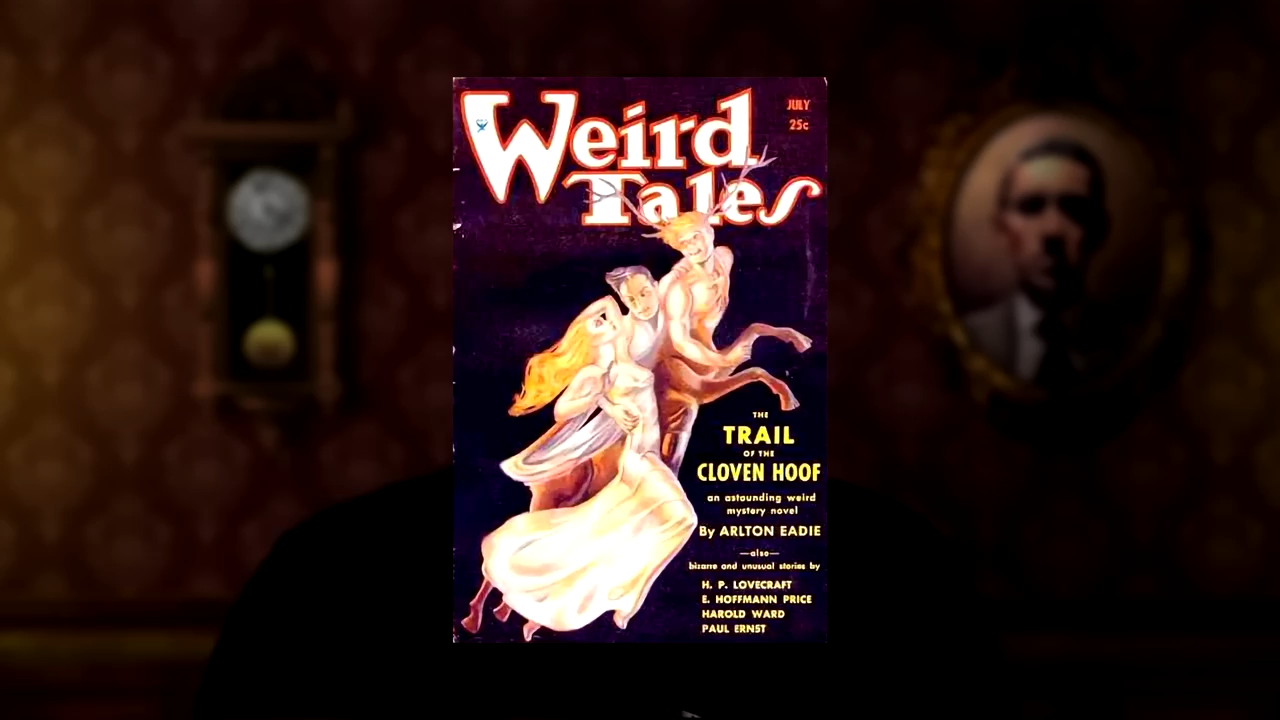 Weird
Tales
JULY
25c
THE
TRAIL
OF THE
CLOVEN HOOF
an astounding weird
mystery novel
By ARLTON EADIE
—also—
bizarre and unusual stories by
H. P. LOVECRAFT
E. HOFFMANN PRICE
HAROLD WARD
PAUL ERNST